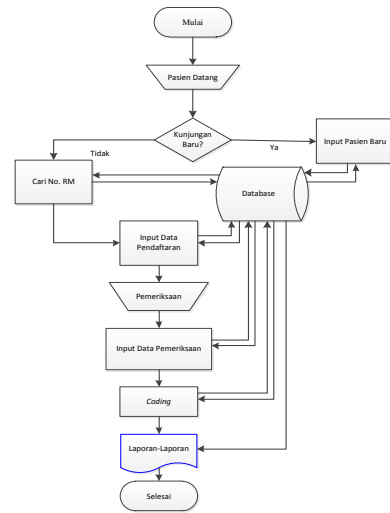 Mulai
Pasien Datang
Kunjungan
Baru?
Tidak
Ya
Input Pasien Baru
Cari No. RM
Database
Input Data
Pendaftaran
Pemeriksaan
Input Data Pemeriksaan
Coding
Laporan-Laporan
Selesai